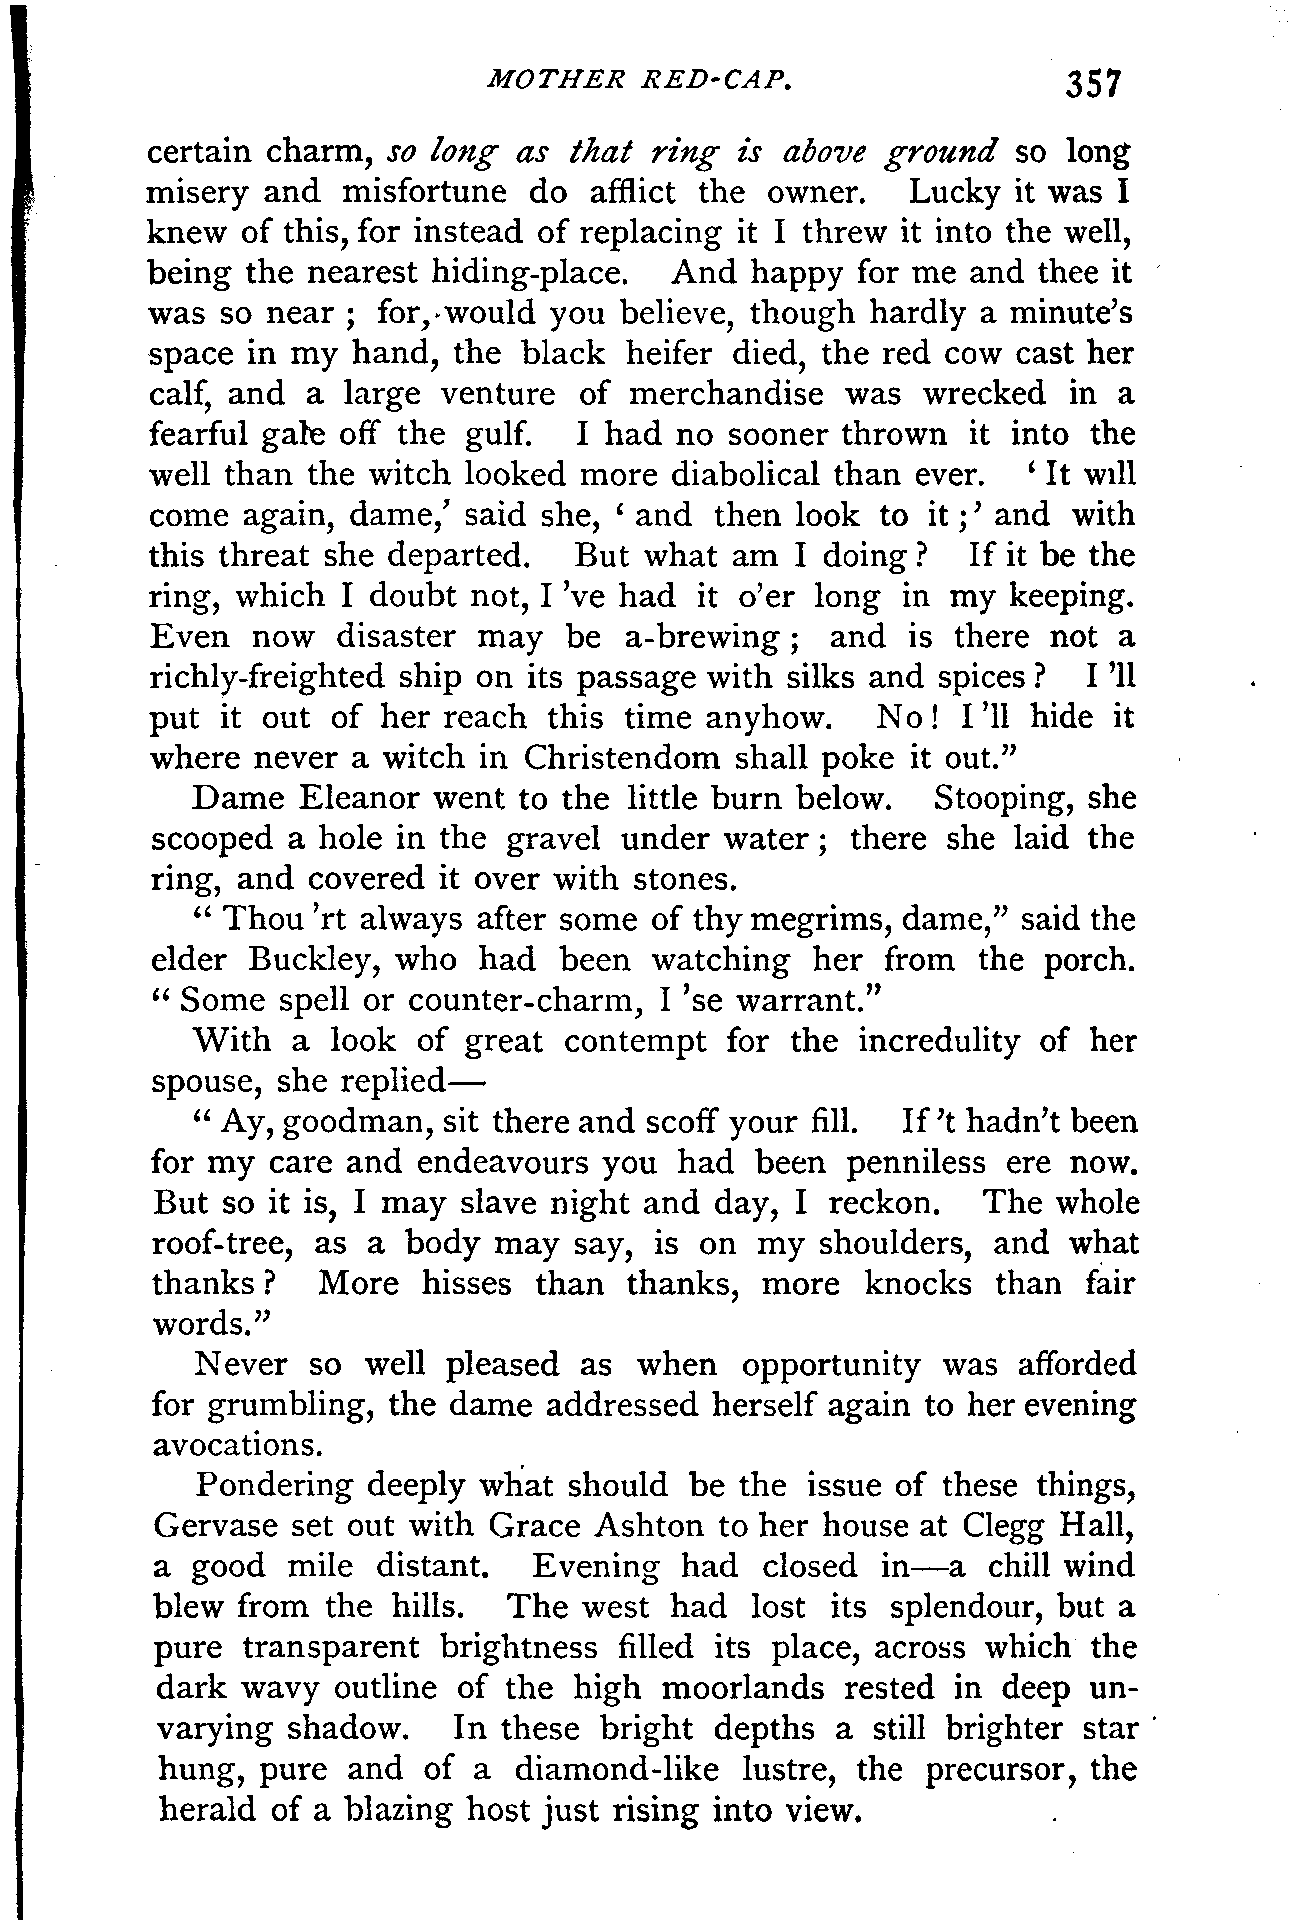 MOTHER RED-CAP. 357
certain charm, so long as that ring is above ground so long
misery and misfortune do afflict the owner. Lucky it was I
knew of this, for instead of replacing it I threw it into the well,
being the nearest hiding-place. And happy for me and thee it
was so near ; for, would you believe, though hardly a minute's
space in my hand, the black heifer died, the red cow cast her
calf, and a large venture of merchandise was wrecked in a
fearful gale off the gulf. I had no sooner thrown it into the
well than the witch looked more diabolical than ever. ‘ It will
come again, dame,’ said she, ‘ and then look to it ;’ and with
this threat she departed. But what am I doing ? If it be the
ring, which I doubt not, I 've had it o'er long in my keeping.
Even now disaster may be a-brewing ; and is there not a
richly-freighted ship on its passage with silks and spices ? I 'll
put it out of her reach this time anyhow. No ! I 'll hide it
where never a witch in Christendom shall poke it out.”
Dame Eleanor went to the little burn below. Stooping, she
scooped a hole in the gravel under water ; there she laid the
ring, and covered it over with stones.
“ Thou 'rt always after some of thy megrims, dame,” said the
elder Buckley, who had been watching her from the porch.
“ Some spell or counter-charm, I 'se warrant.”
With a look of great contempt for the incredulity of her
spouse, she replied—
“ Ay, goodman, sit there and scoff your fill. If 't hadn't been
for my care and endeavours you had been penniless ere now.
But so it is, I may slave night and day, I reckon. The whole
roof-tree, as a body may say, is on my shoulders, and what
thanks ? More hisses than thanks, more knocks than fair
words.”
Never so well pleased as when opportunity was afforded
for grumbling, the dame addressed herself again to her evening
avocations.
Pondering deeply what should be the issue of these things,
Gervase set out with Grace Ashton to her house at Clegg Hall,
a good mile distant. Evening had closed in—a chill wind
blew from the hills. The west had lost its splendour, but a
pure transparent brightness filled its place, across which the
dark wavy outline of the high moorlands rested in deep un-
varying shadow. In these bright depths a still brighter star
hung, pure and of a diamond-like lustre, the precursor, the
herald of a blazing host just rising into view.